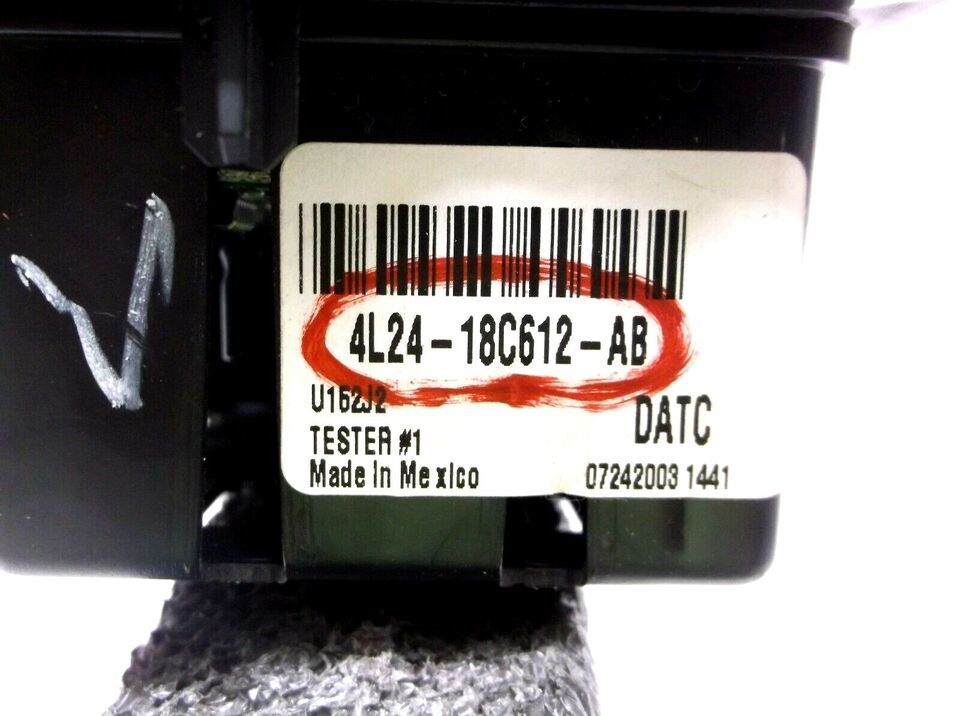 4L24-18C612-AB
U152J2
DATC
TESTER #1
Made In Mexico
07242003 1441